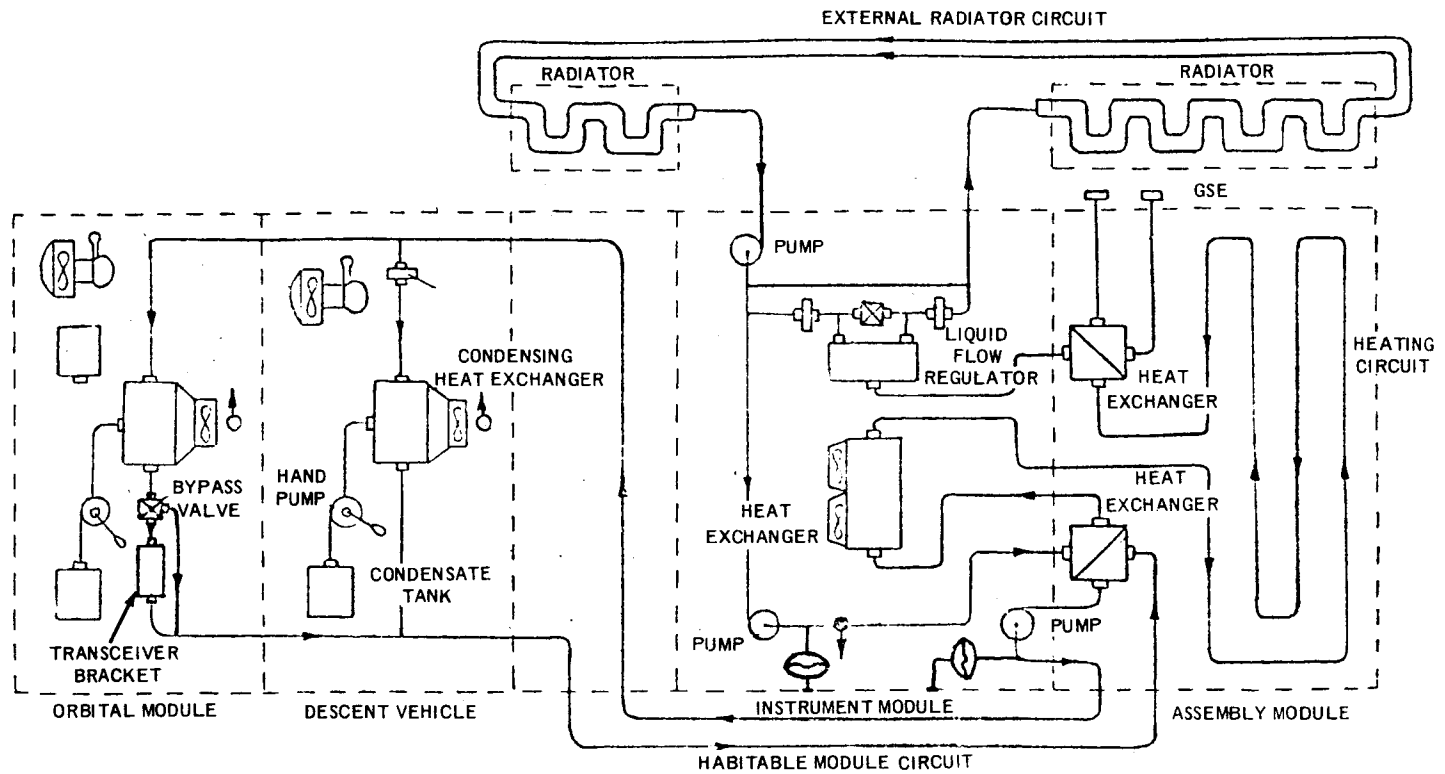 EXTERNAL RADIATOR CIRCUIT
RADIATOR
RADIATOR
GSE
PUMP
LIQUID
FLOW
REGULATOR
HEAT
EXCHANGER
HEATING
CIRCUIT
CONDENSING
HEAT EXCHANGER
BYPASS
VALVE
HAND
PUMP
HEAT
EXCHANGER
HEAT
EXCHANGER
CONDENSATE
TANK
PUMP
PUMP
TRANSCEIVER
BRACKET
ORBITAL MODULE
DESCENT VEHICLE
INSTRUMENT MODULE
ASSEMBLY MODULE
HABITABLE MODULE CIRCUIT